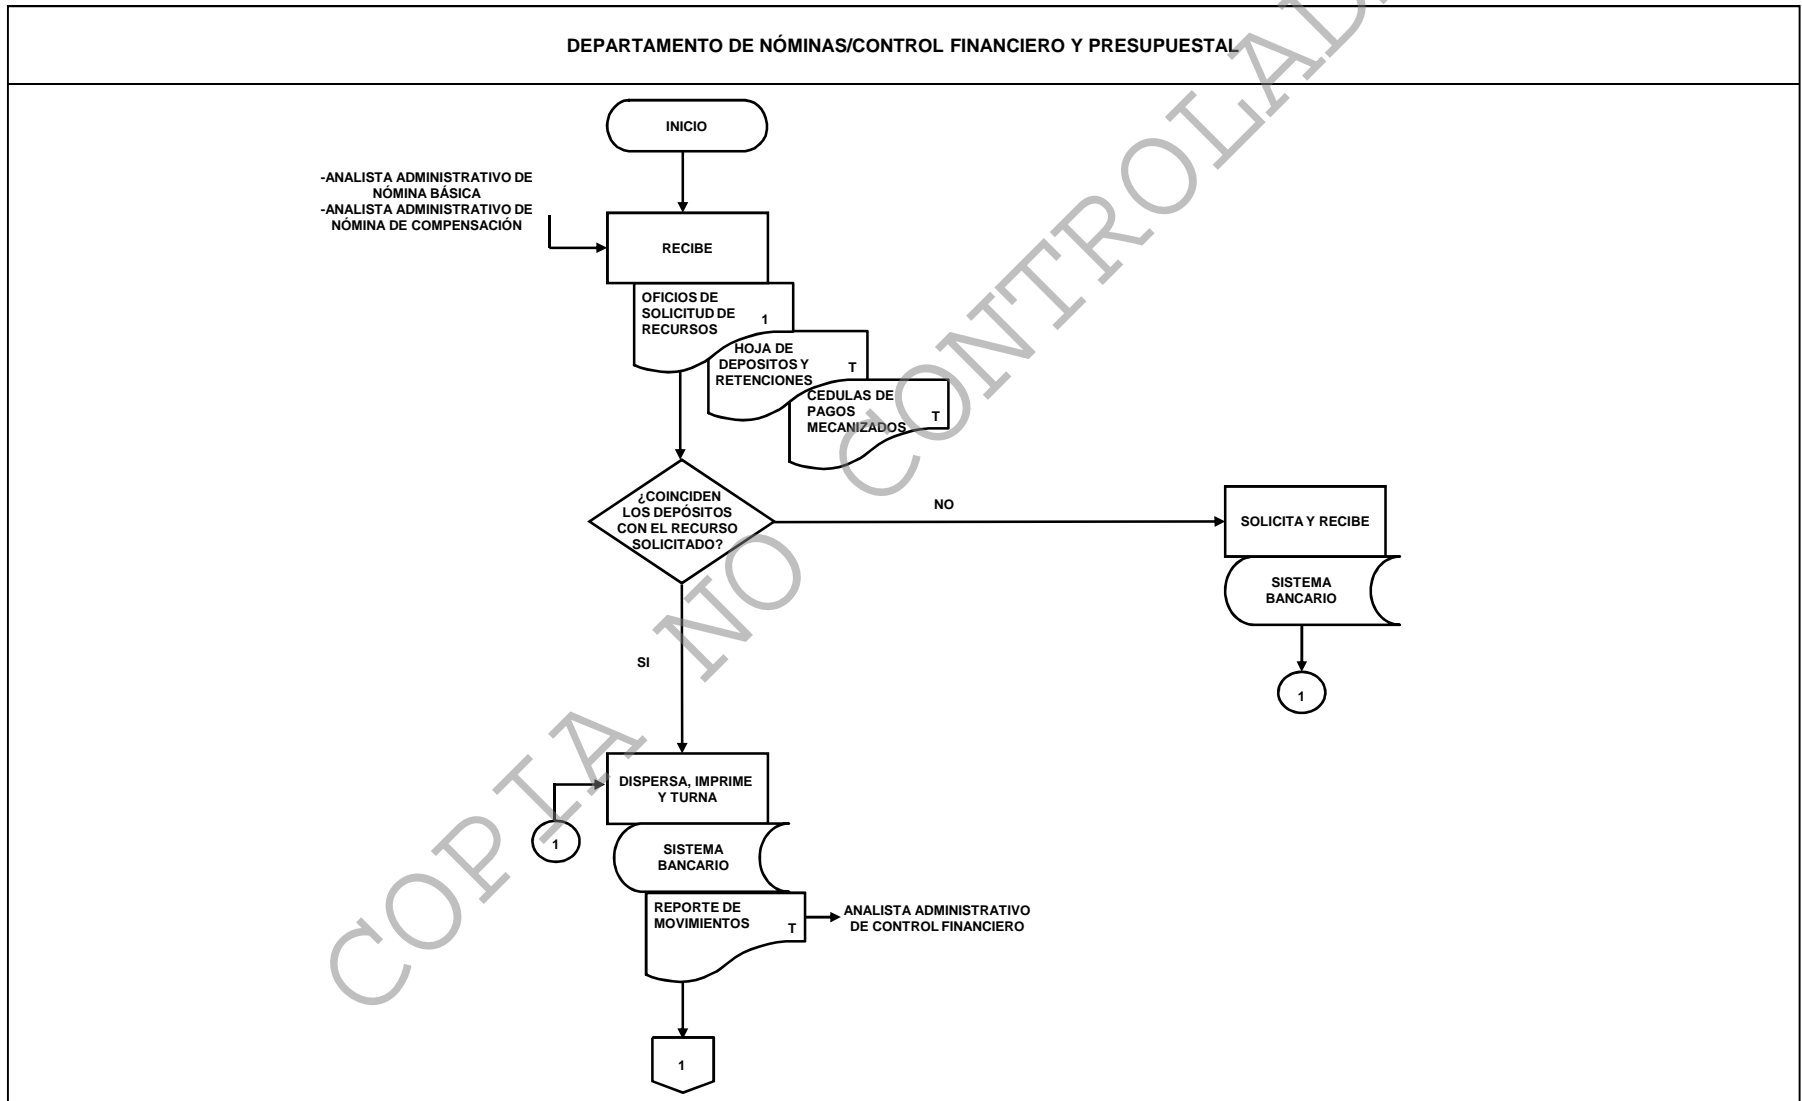 DEPARTAMENTO DE NÓMINAS/CONTROL FINANCIERO Y PRESUPUESTAL
INICIO
-ANALISTA ADMINISTRATIVO DE
NÓMINA BÁSICA
-ANALISTA ADMINISTRATIVO DE
NÓMINA DE COMPENSACIÓN
RECIBE
OFICIOS DE
SOLICITUD DE
RECURSOS 1
HOJA DE
DEPOSITOS Y
RETENCIONES T
CEDULAS DE
PAGOS
MECANIZADOS T
¿COINCIDEN
LOS DEPÓSITOS
CON EL RECURSO
SOLICITADO?
NO
SOLICITA Y RECIBE
SISTEMA
BANCARIO
1
SI
DISPERSA, IMPRIME
Y TURNA
1
SISTEMA
BANCARIO
REPORTE DE
MOVIMIENTOS T
ANALISTA ADMINISTRATIVO
DE CONTROL FINANCIERO
1
COPIA NO CONTROLAD